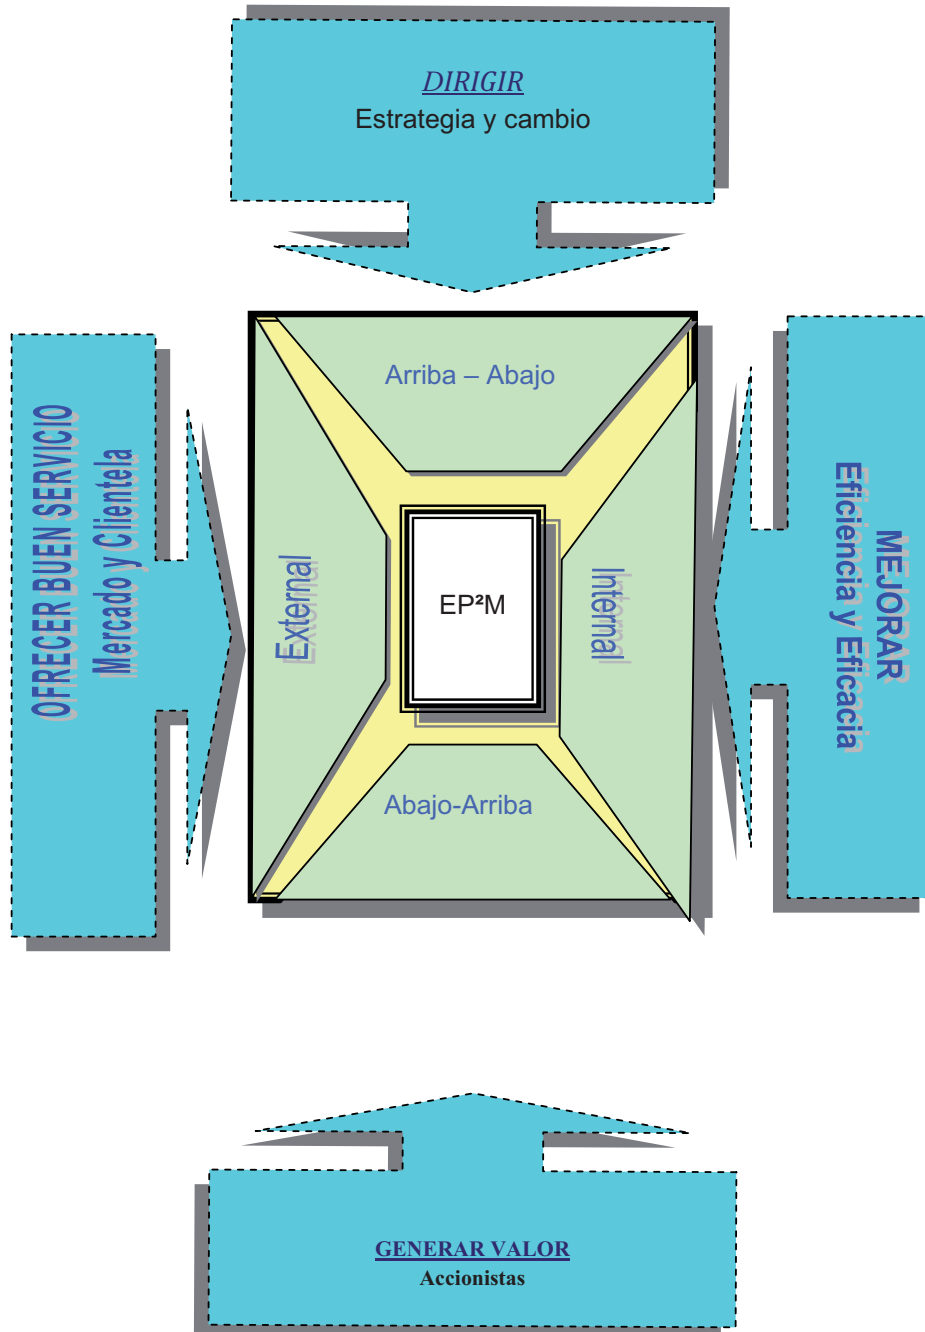 DIRIGIR
Estrategia y cambio
Arriba – Abajo
OFRECER BUEN SERVICIO
Mercado y Clientela
External
EP²M
Internal
MEJORAR
Eficiencia y Eficacia
Abajo-Arriba
GENERAR VALOR
Accionistas